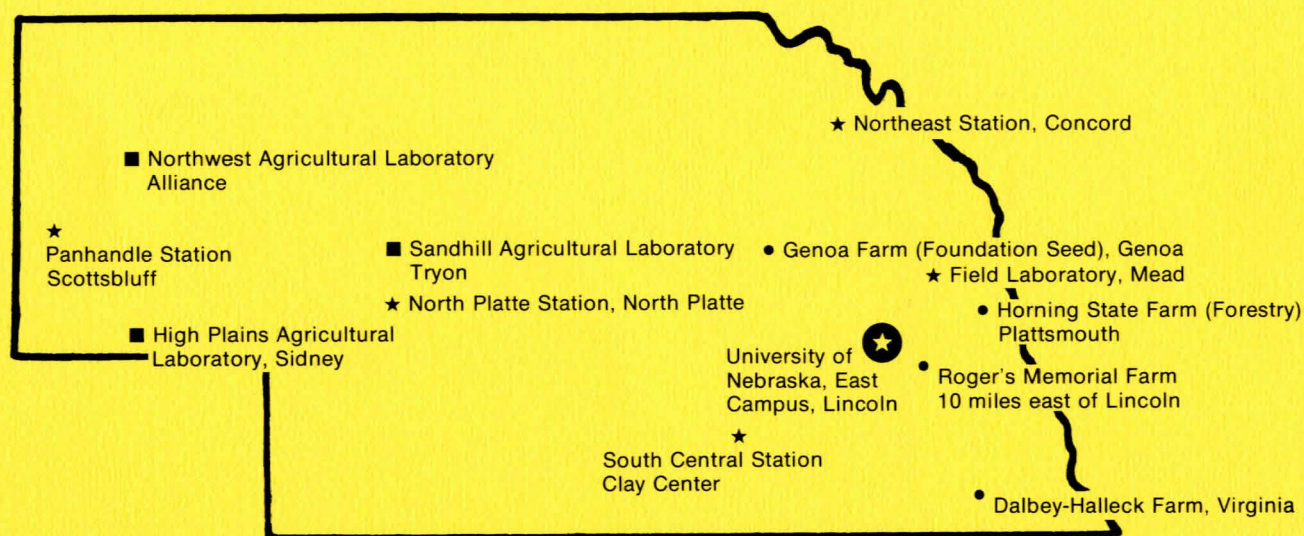 Northeast Station, Concord
Northwest Agricultural Laboratory
Alliance
Panhandle Station
Scottsbluff
Sandhill Agricultural Laboratory
Tryon
Genoa Farm (Foundation Seed), Genoa
Field Laboratory, Mead
North Platte Station, North Platte
Horning State Farm (Forestry)
Plattsmouth
High Plains Agricultural
Laboratory, Sidney
University of
Nebraska, East
Campus, Lincoln
Roger's Memorial Farm
10 miles east of Lincoln
South Central Station
Clay Center
Dalbey-Halleck Farm, Virginia